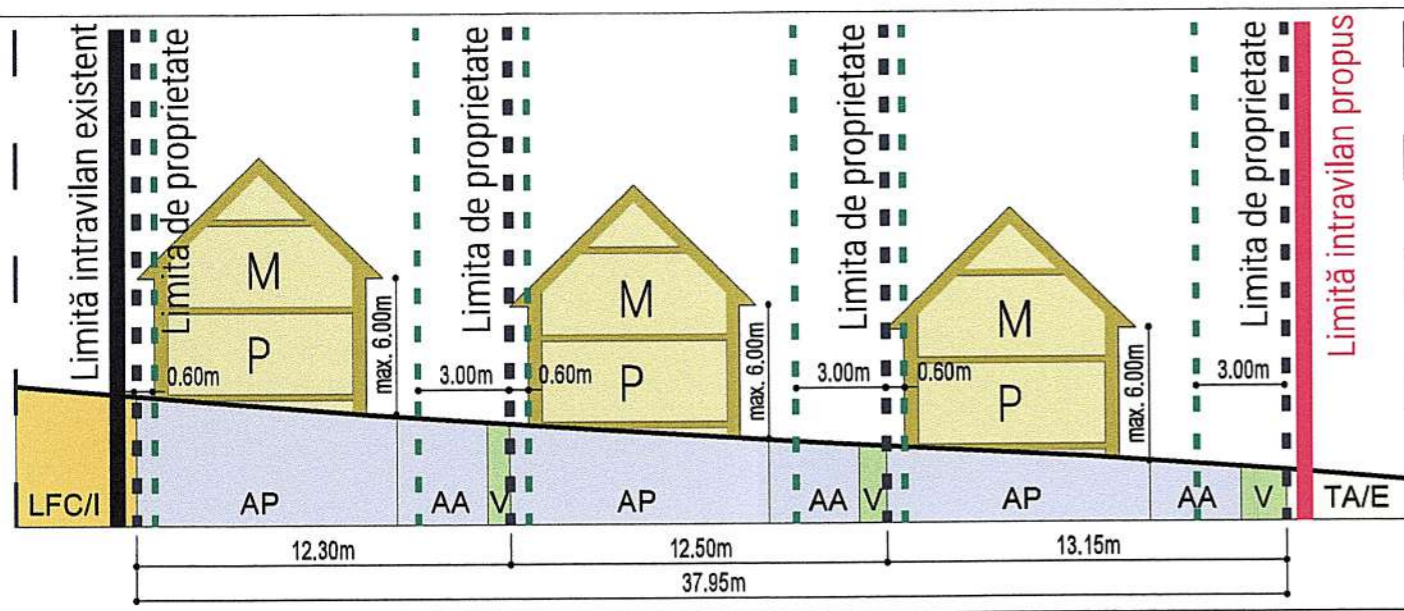 Limită intravilan existent
Limita de proprietate
Limita de proprietate
Limita de proprietate
Limita de proprietate
Limită intravilan propus
M
P
M
P
M
P
max. 6.00m
max. 6.00m
max. 6.00m
0.60m
3.00m
0.60m
3.00m
0.60m
3.00m
LFC/I
AP
AA
V
AP
AA
V
AP
AA
V
TA/E
12.30m
12.50m
13.15m
37.95m